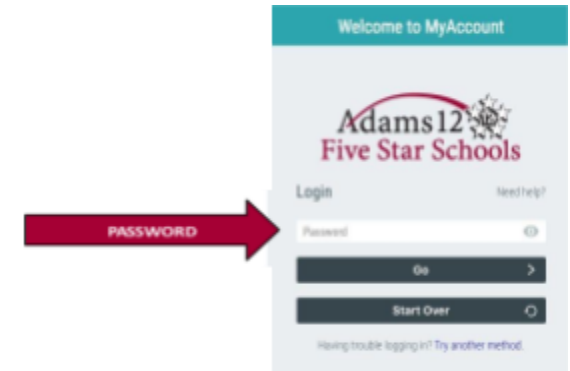 Welcome to MyAccount
Adams12
Five Star Schools
Login
Need help?
PASSWORD
Password
Go
Start Over
Having trouble logging in? Try another method.